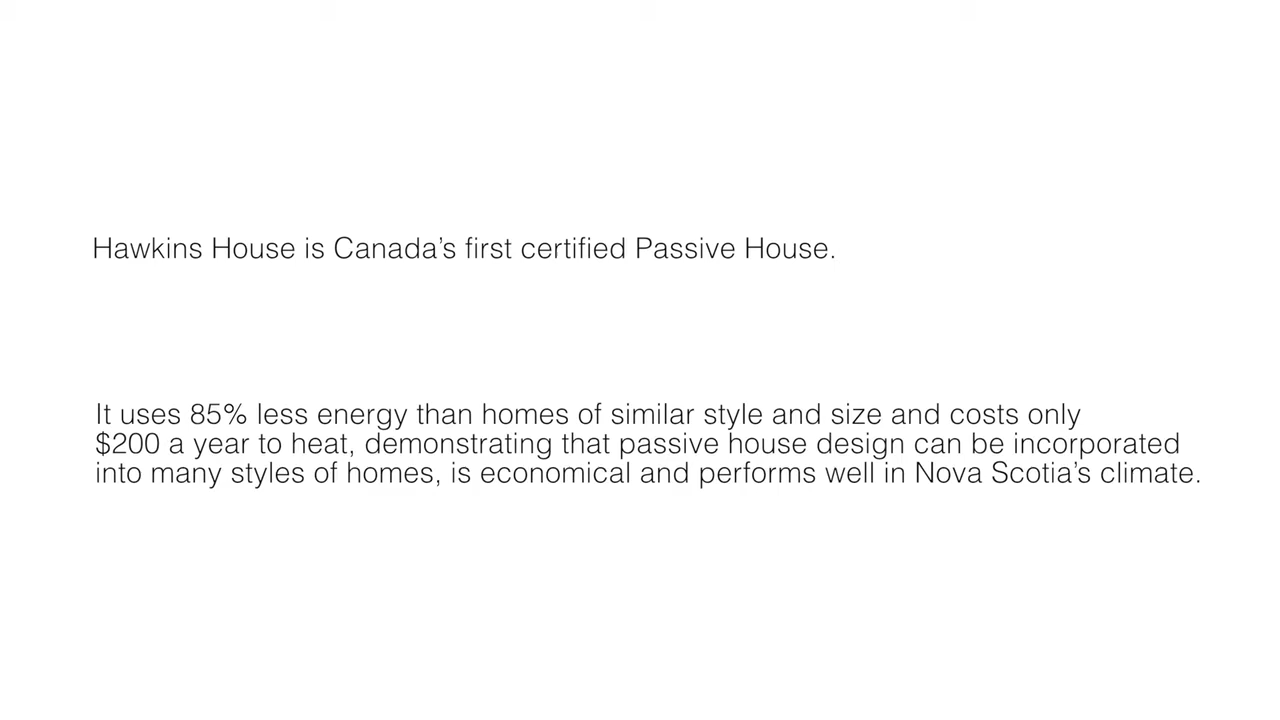 Hawkins House is Canada’s first certified Passive House.
It uses 85% less energy than homes of similar style and size and costs only
$200 a year to heat, demonstrating that passive house design can be incorporated
into many styles of homes, is economical and performs well in Nova Scotia’s climate.